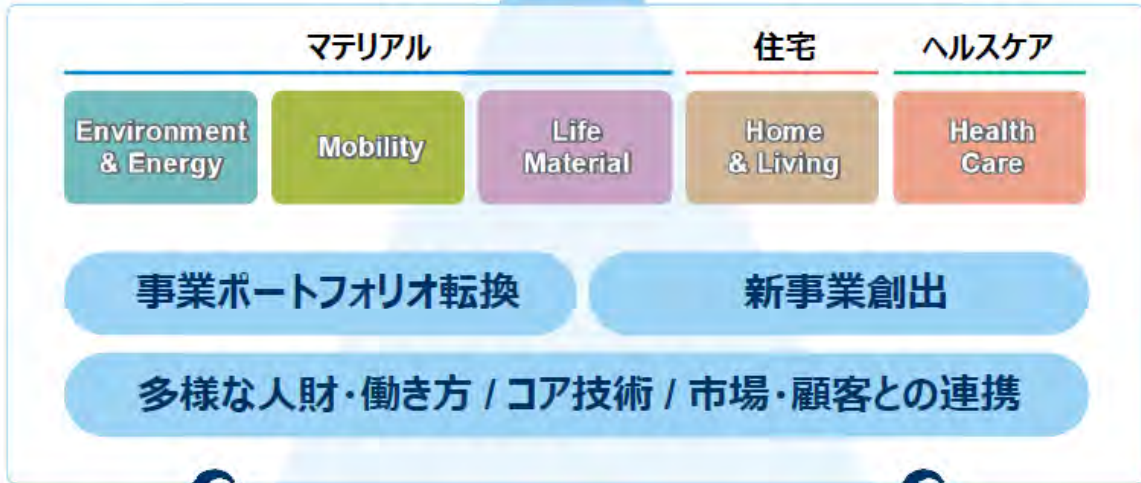 マテリアル
住宅
ヘルスケア
Environment
& Energy
Mobility
Life
Material
Home
& Living
Health
Care
事業ポートフォリオ転換
新事業創出
多様な人財・働き方 / コア技術 / 市場・顧客との連携